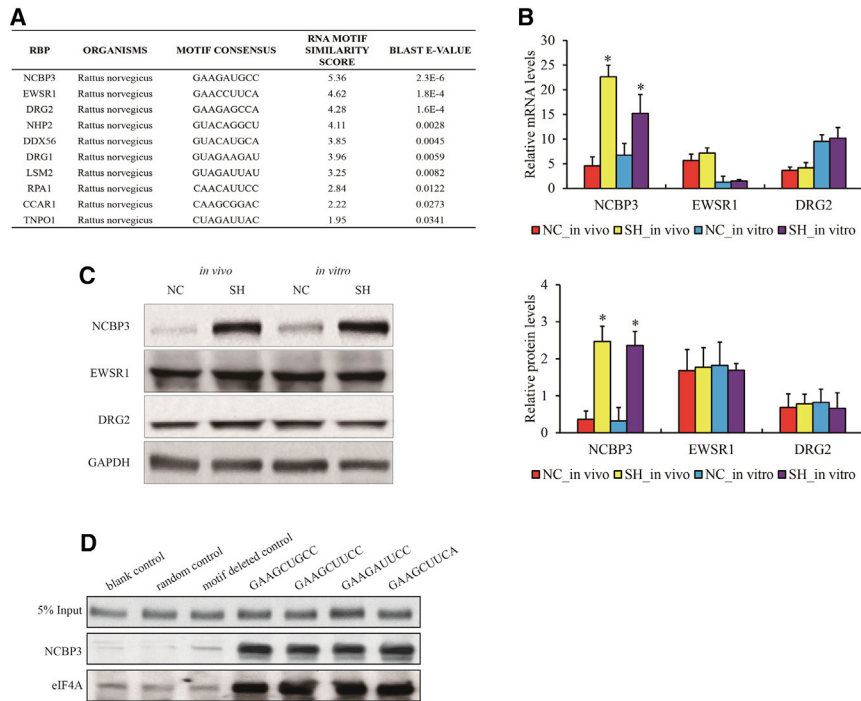 A
RBP ORGANISMS MOTIF CONSENSUS RNA MOTIF SIMILARITY SCORE BLAST E-VALUE
NCBP3 Rattus norvegicus GAAGAUGCC 5.36 2.3E-6
EWSR1 Rattus norvegicus GAACCUUCA 4.62 1.8E-4
DRG2 Rattus norvegicus GAAGAGCCA 4.28 1.6E-4
NHP2 Rattus norvegicus GUACAGGCU 4.11 0.0028
DDX56 Rattus norvegicus GUACAUGCA 3.85 0.0045
DRG1 Rattus norvegicus GUAGAAGAU 3.96 0.0059
LSM2 Rattus norvegicus GUAGAUUAU 3.25 0.0082
RPA1 Rattus norvegicus CAACAUUCC 2.84 0.0122
CCAR1 Rattus norvegicus CAAGCGGAC 2.22 0.0273
TNPO1 Rattus norvegicus CUAGAUUAC 1.95 0.0341
B
Relative mRNA levels
30
25
20
15
10
5
0
* *
NCBP3 EWSR1 DRG2
NC_in vivo SH_in vivo NC_in vitro SH_in vitro
Relative protein levels
4
3
2
1
0
* *
NCBP3 EWSR1 DRG2
NC_in vivo SH_in vivo NC_in vitro SH_in vitro
C
in vivo in vitro
NC SH NC SH
NCBP3
EWSR1
DRG2
GAPDH
D
blank control
random control
motif deleted control
GAAGCUGCC
GAAGCUUCC
GAAGAUUCC
GAAGCUUCA
5% Input
NCBP3
eIF4A